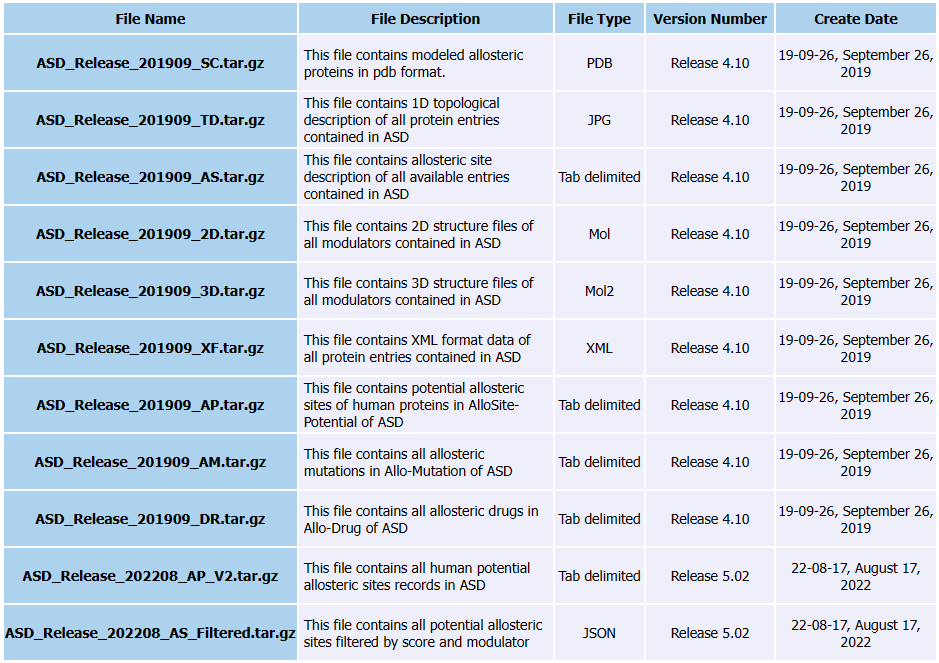 File Name File Description File Type Version Number Create Date
ASD_Release_201909_SC.tar.gz
This file contains modeled allosteric
proteins in pdb format.
PDB
Release 4.10
19-09-26, September 26,
2019
ASD_Release_201909_TD.tar.gz
This file contains 1D topological
description of all protein entries
contained in ASD
JPG
Release 4.10
19-09-26, September 26,
2019
ASD_Release_201909_AS.tar.gz
This file contains allosteric site
description of all available entries
contained in ASD
Tab delimited
Release 4.10
19-09-26, September 26,
2019
ASD_Release_201909_2D.tar.gz
This file contains 2D structure files of
all modulators contained in ASD
Mol
Release 4.10
19-09-26, September 26,
2019
ASD_Release_201909_3D.tar.gz
This file contains 3D structure files of
all modulators contained in ASD
Mol2
Release 4.10
19-09-26, September 26,
2019
ASD_Release_201909_XF.tar.gz
This file contains XML format data of
all protein entries contained in ASD
XML
Release 4.10
19-09-26, September 26,
2019
ASD_Release_201909_AP.tar.gz
This file contains potential allosteric
sites of human proteins in AlloSite-
Potential of ASD
Tab delimited
Release 4.10
19-09-26, September 26,
2019
ASD_Release_201909_AM.tar.gz
This file contains all allosteric
mutations in Allo-Mutation of ASD
Tab delimited
Release 4.10
19-09-26, September 26,
2019
ASD_Release_201909_DR.tar.gz
This file contains all allosteric drugs in
Allo-Drug of ASD
Tab delimited
Release 4.10
19-09-26, September 26,
2019
ASD_Release_202208_AP_V2.tar.gz
This file contains all human potential
allosteric sites records in ASD
Tab delimited
Release 5.02
22-08-17, August 17,
2022
ASD_Release_202208_AS_Filtered.tar.gz
This file contains all potential allosteric
sites filtered by score and modulator
JSON
Release 5.02
22-08-17, August 17,
2022